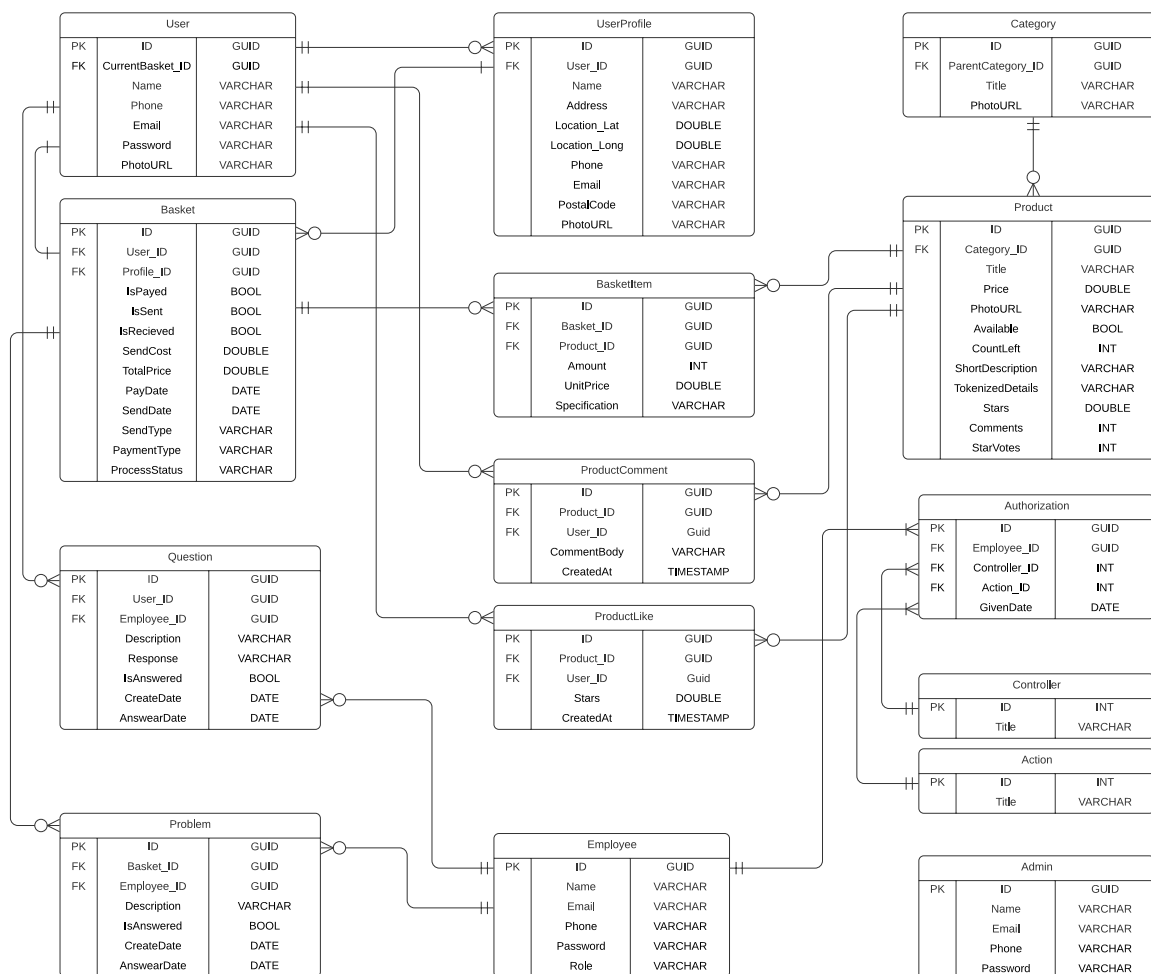 User
PK ID GUID
FK CurrentBasket_ID GUID
Name VARCHAR
Phone VARCHAR
Email VARCHAR
Password VARCHAR
PhotoURL VARCHAR
Basket
PK ID GUID
FK User_ID GUID
FK Profile_ID GUID
IsPayed BOOL
IsSent BOOL
IsRecieved BOOL
SendCost DOUBLE
TotalPrice DOUBLE
PayDate DATE
SendDate DATE
SendType VARCHAR
PaymentType VARCHAR
ProcessStatus VARCHAR
Question
PK ID GUID
FK User_ID GUID
FK Employee_ID GUID
Description VARCHAR
Response VARCHAR
IsAnswered BOOL
CreateDate DATE
AnswearDate DATE
Problem
PK ID GUID
FK Basket_ID GUID
FK Employee_ID GUID
Description VARCHAR
IsAnswered BOOL
CreateDate DATE
AnswearDate DATE
UserProfile
PK ID GUID
FK User_ID GUID
Name VARCHAR
Address VARCHAR
Location_Lat DOUBLE
Location_Long DOUBLE
Phone VARCHAR
Email VARCHAR
PostalCode VARCHAR
PhotoURL VARCHAR
BasketItem
PK ID GUID
FK Basket_ID GUID
FK Product_ID GUID
Amount INT
UnitPrice DOUBLE
Specification VARCHAR
ProductComment
PK ID GUID
FK Product_ID GUID
FK User_ID Guid
CommentBody VARCHAR
CreatedAt TIMESTAMP
ProductLike
PK ID GUID
FK Product_ID GUID
FK User_ID Guid
Stars DOUBLE
CreatedAt TIMESTAMP
Employee
PK ID GUID
Name VARCHAR
Email VARCHAR
Phone VARCHAR
Password VARCHAR
Role VARCHAR
Category
PK ID GUID
FK ParentCategory_ID GUID
Title VARCHAR
PhotoURL VARCHAR
Product
PK ID GUID
FK Category_ID GUID
Title VARCHAR
Price DOUBLE
PhotoURL VARCHAR
Available BOOL
CountLeft INT
ShortDescription VARCHAR
TokenizedDetails VARCHAR
Stars DOUBLE
Comments INT
StarVotes INT
Authorization
PK ID GUID
FK Employee_ID GUID
FK Controller_ID INT
FK Action_ID INT
GivenDate DATE
Controller
PK ID INT
Title VARCHAR
Action
PK ID INT
Title VARCHAR
Admin
PK ID GUID
Name VARCHAR
Email VARCHAR
Phone VARCHAR
Password VARCHAR